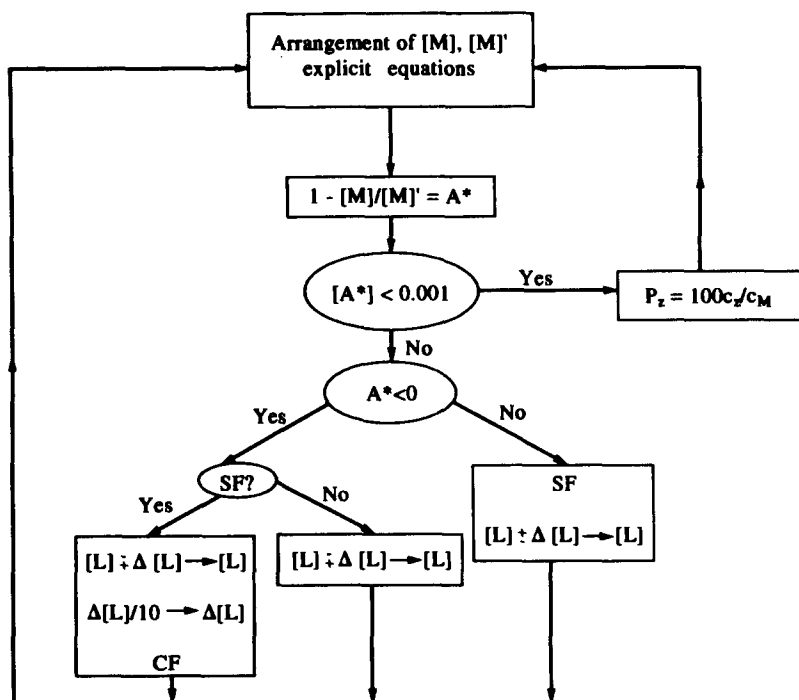 Arrangement of [M], [M]'
explicit equations
1 - [M]/[M]' = A*
[A*] < 0.001
Yes
P_z = 100c_z/c_M
No
A*<0
Yes
No
SF?
SF
Yes
No
[L] ∓ Δ [L] → [L]
[L] ∓ Δ [L] → [L]
[L] ± Δ [L] → [L]
Δ[L]/10 → Δ[L]
CF